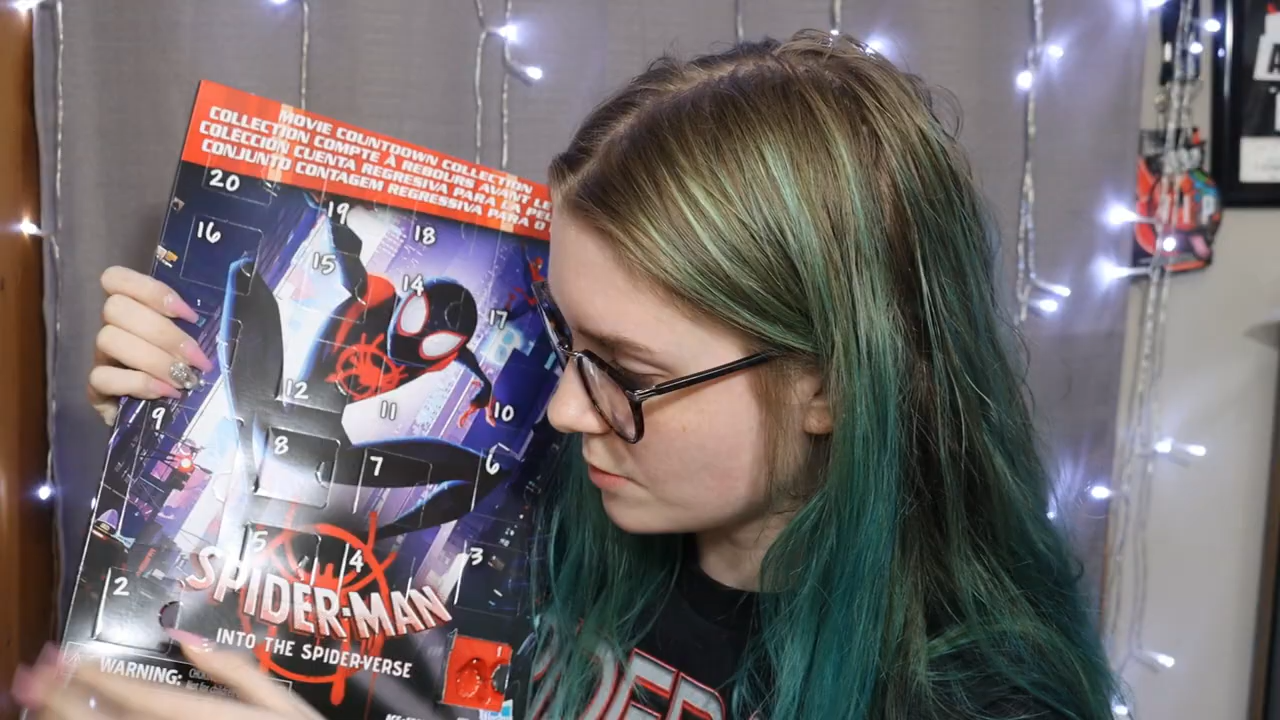 MOVIE COUNTDOWN COLLECTION
COLLECTION COMPTE À REBOURS AVANT LE
COLECCIÓN CUENTA REGRESIVA PARA LA
CONJUNTO CONTAGEM REGRESSIVA PARA
20
19
18
16
15
14
17
12
11
10
9
8
7
6
5
4
3
2
1
SPIDER-MAN
INTO THE SPIDER-VERSE
WARNING: